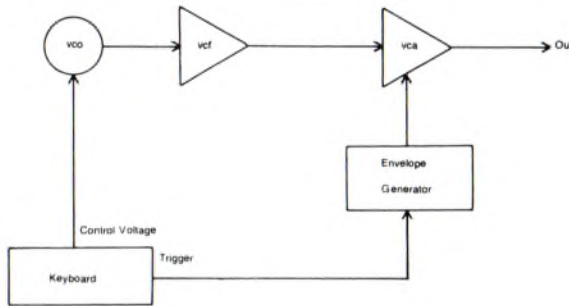 vco
vcf
vca
Ou
Envelope
Generator
Control Voltage
Trigger
Keyboard